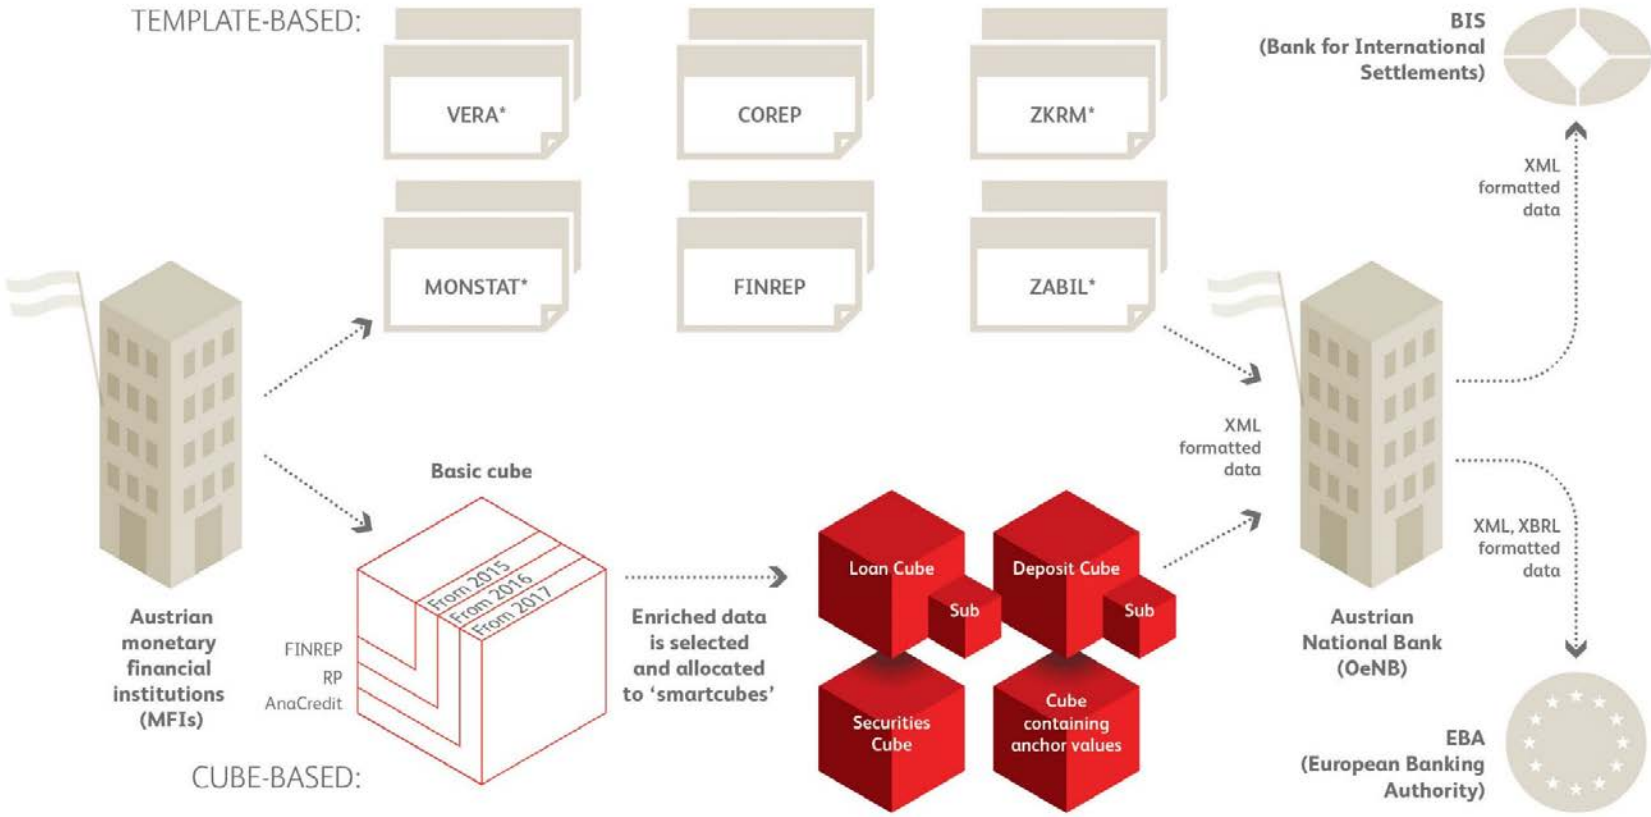 TEMPLATE-BASED:
VERA*
COREP
ZKRM*
MONSTAT*
FINREP
ZABIL*
BIS
(Bank for International
Settlements)
XML
formatted
data
Austrian
monetary
financial
institutions
(MFIs)
Basic cube
From 2015
From 2016
From 2017
FINREP
RP
AnaCredit
CUBE-BASED:
Enriched data
is selected
and allocated
to ‘smartcubes’
Loan Cube
Sub
Deposit Cube
Sub
Securities
Cube
Cube
containing
anchor values
XML
formatted
data
Austrian
National Bank
(OeNB)
XML, XBRL
formatted
data
EBA
(European Banking
Authority)